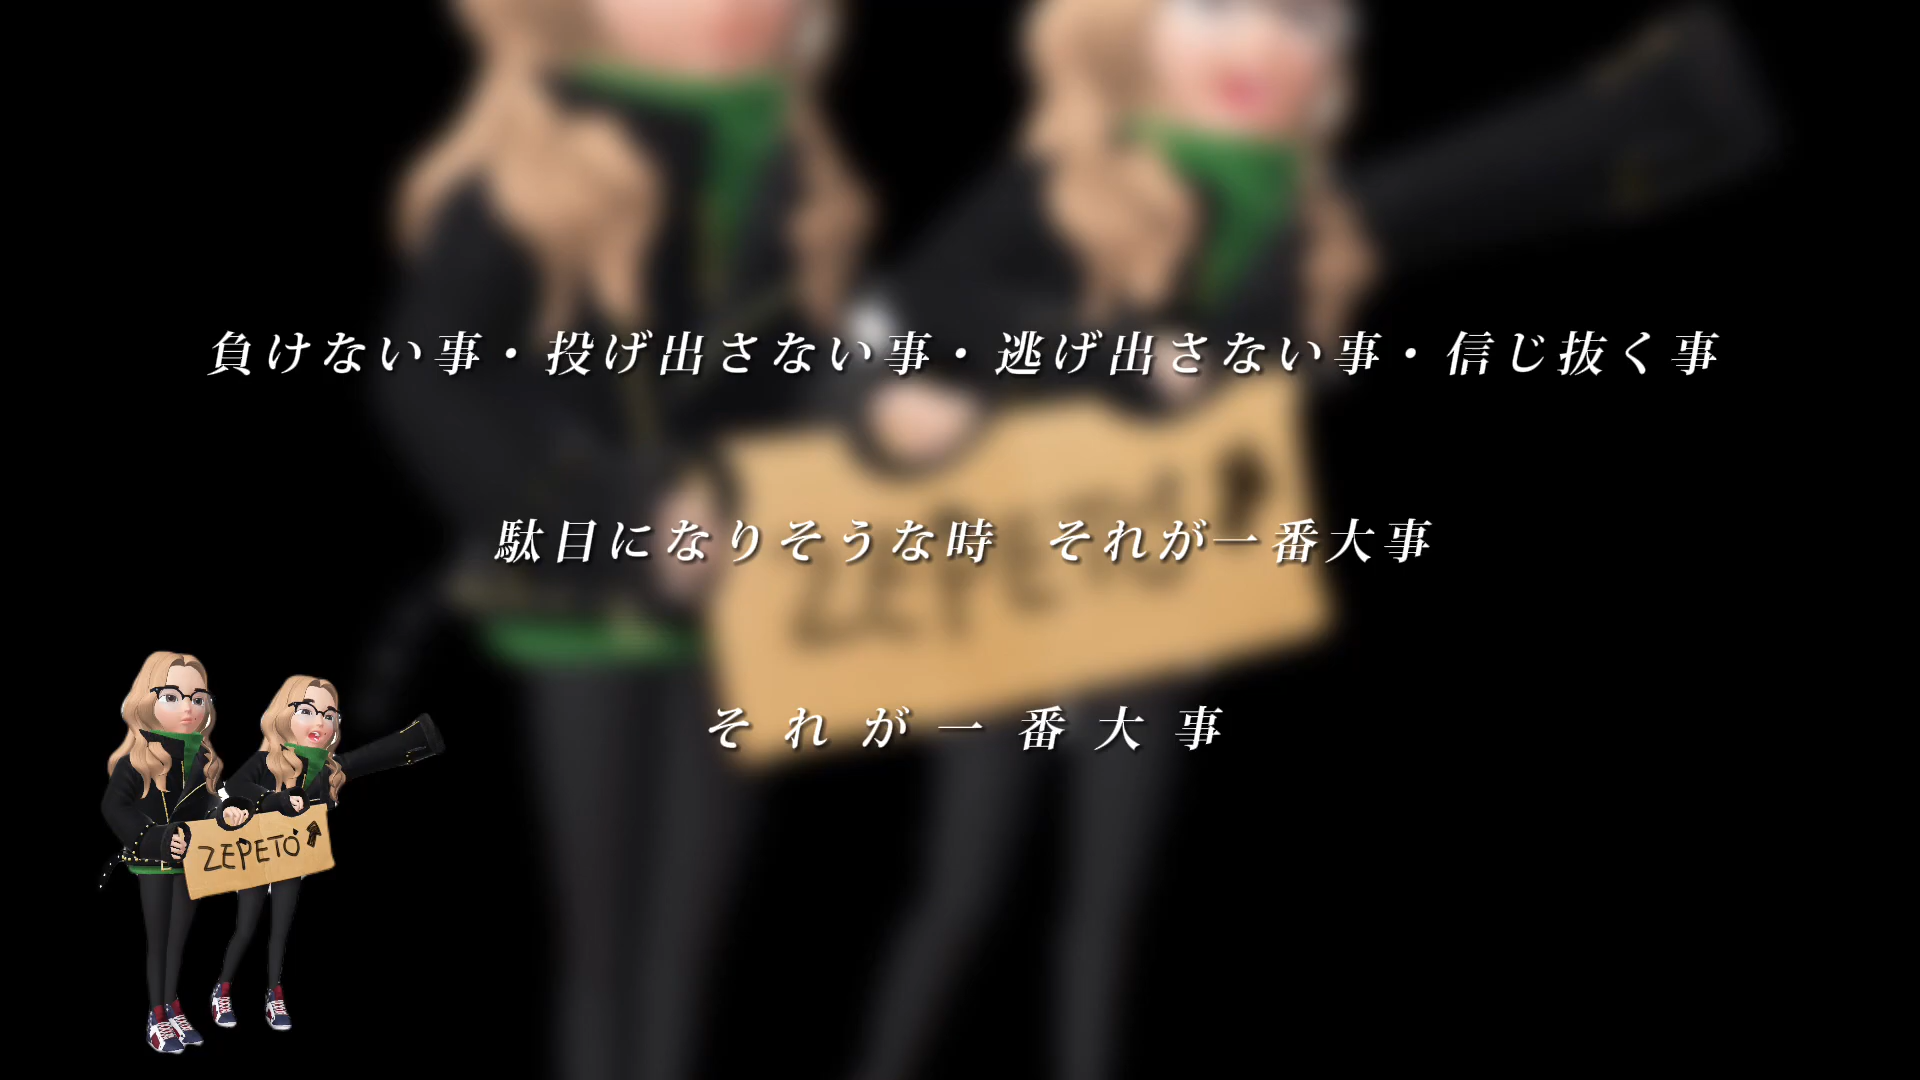 負けない事・投げ出さない事・逃げ出さない事・信じ抜く事
駄目になりそうな時 それが一番大事
それが一番大事
ZEPETO
ZEPETO